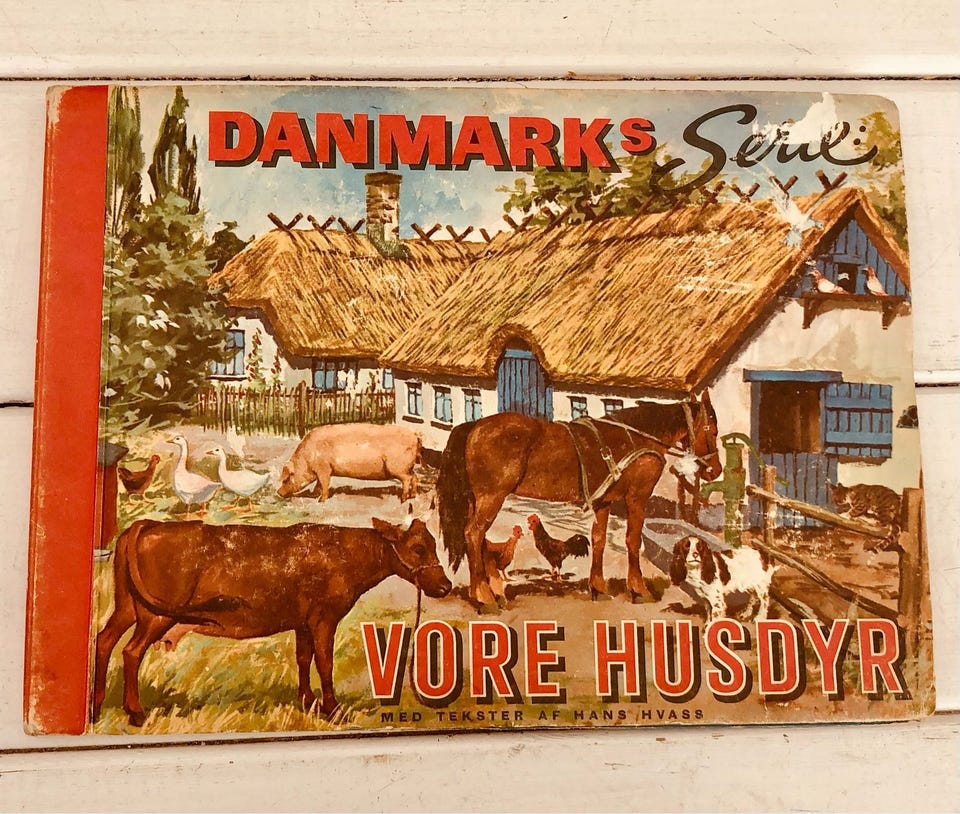 DANMARKs Serie:
VORE HUSDYR
MED TEKSTER AF HANS HVASS